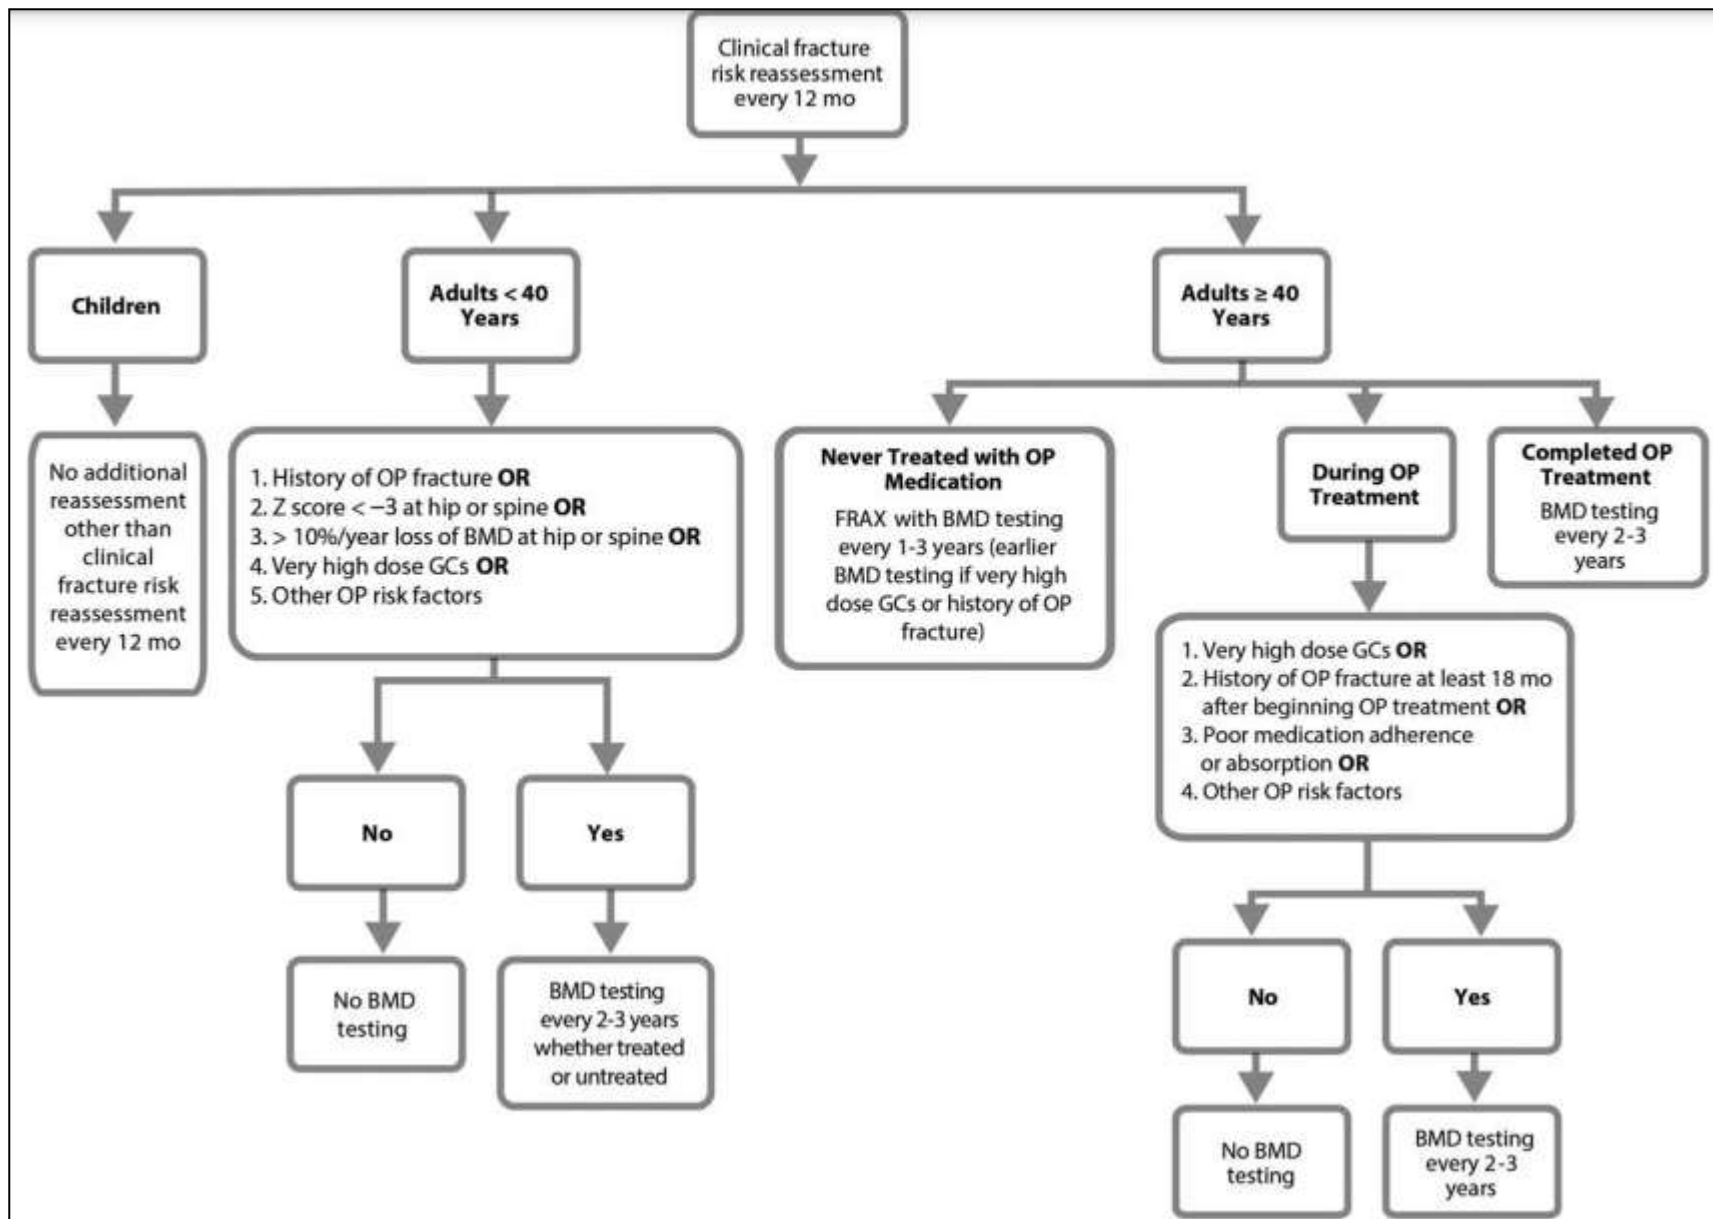 Clinical fracture
risk reassessment
every 12 mo
Children
Adults < 40
Years
Adults ≥ 40
Years
No additional
reassessment
other than
clinical
fracture risk
reassessment
every 12 mo
1. History of OP fracture OR
2. Z score < −3 at hip or spine OR
3. > 10%/year loss of BMD at hip or spine OR
4. Very high dose GCs OR
5. Other OP risk factors
Never Treated with OP
Medication
FRAX with BMD testing
every 1-3 years (earlier
BMD testing if very high
dose GCs or history of OP
fracture)
During OP
Treatment
Completed OP
Treatment
BMD testing
every 2-3
years
1. Very high dose GCs OR
2. History of OP fracture at least 18 mo
after beginning OP treatment OR
3. Poor medication adherence
or absorption OR
4. Other OP risk factors
No
Yes
No BMD
testing
BMD testing
every 2-3 years
whether treated
or untreated
No
Yes
No BMD
testing
BMD testing
every 2-3
years